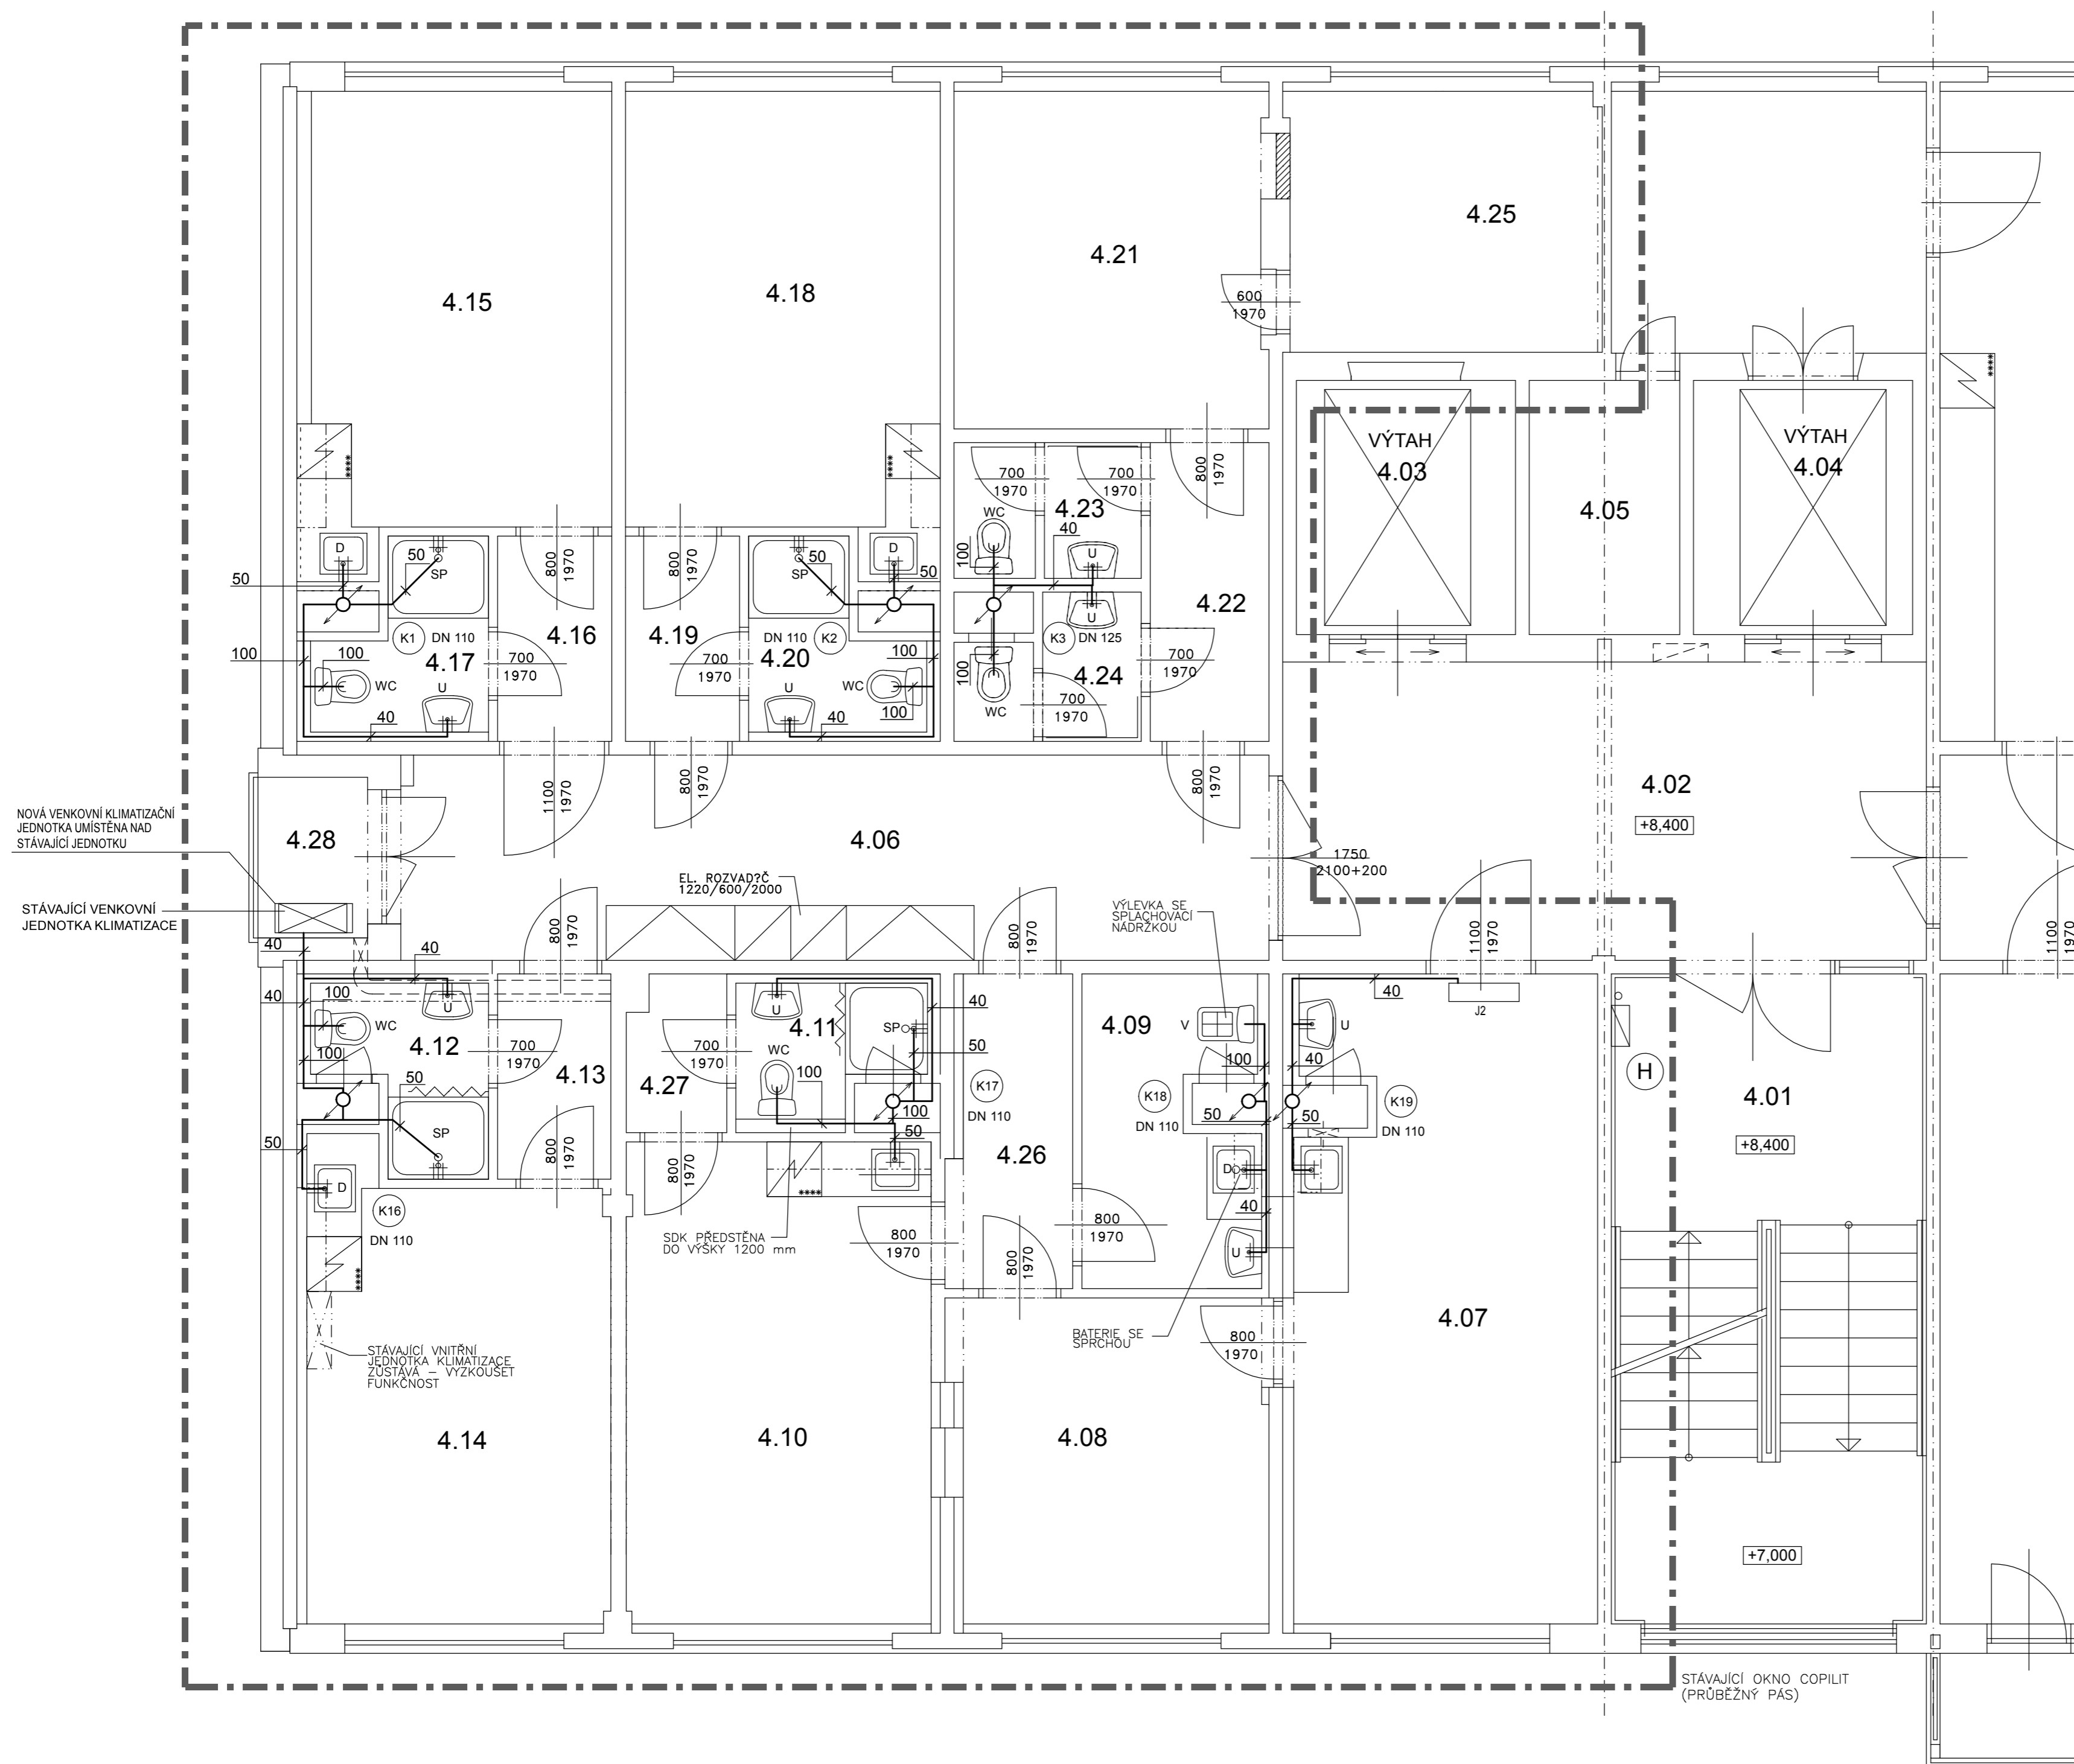 4.15
4.18
4.21
4.25
600
1970
VÝTAH
4.03
VÝTAH
4.04
4.05
****
****
****
800
1970
700
1970
700
1970
4.23
WC
40
100
U
U
D
50
SP
50
800
1970
800
1970
50
SP
D
50
4.16
4.19
4.22
K1
DN 110
DN 110
K2
K3
DN 125
100
100
4.17
700
1970
700
1970
4.20
100
WC
U
U
WC
100
40
40
100
4.24
WC
700
1970
700
1970
4.02
+8,400
NOVÁ VENKOVNÍ KLIMATIZAČNÍ
JEDNOTKA UMÍSTĚNA NAD
STÁVAJÍCÍ JEDNOTKU
4.28
1100
1970
800
1970
800
1970
4.06
1750
2100+200
EL. ROZVAD?Č
1220/600/2000
STÁVAJÍCÍ VENKOVNÍ
JEDNOTKA KLIMATIZACE
VÝLEVKA SE
SPLACHOVACÍ
NÁDRŽKOU
800
1970
800
1970
1100
1970
1100
1970
40
40
40
100
U
WC
4.12
100
700
1970
4.13
50
SP
50
D
K16
DN 110
****
800
1970
700
1970
4.27
U
4.11
SP
40
50
WC
100
100
50
K17
DN 110
****
800
1970
SDK PŘEDSTĚNA
DO VÝŠKY 1200 mm
4.09
V
100
K18
DN 110
50
D
40
U
4.26
800
1970
800
1970
800
1970
40
J2
U
40
50
K19
DN 110
H
4.01
+8,400
BATERIE SE
SPRCHOU
800
1970
4.07
STÁVAJÍCÍ VNITŘNÍ
JEDNOTKA KLIMATIZACE
ZŮSTÁVÁ – VYZKOUŠET
FUNKČNOST
4.14
4.10
4.08
+7,000
STÁVAJÍCÍ OKNO COPILIT
(PRŮBĚŽNÝ PÁS)